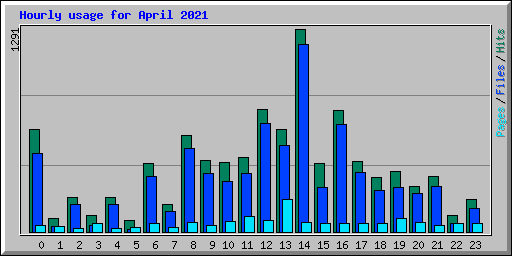 Hourly usage for April 2021
1291
Pages / Files / Hits
0 1 2 3 4 5 6 7 8 9 10 11 12 13 14 15 16 17 18 19 20 21 22 23